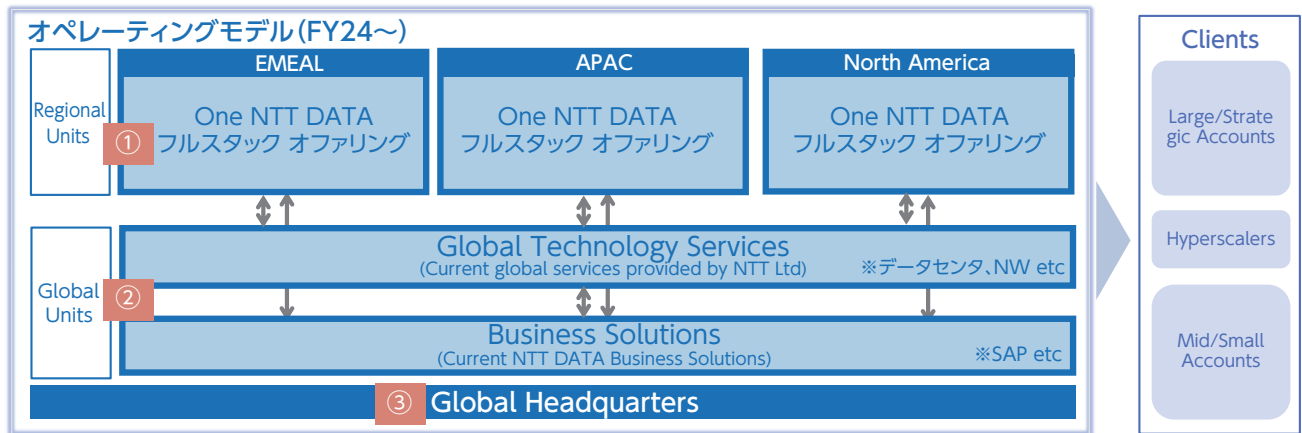 オペレーティングモデル(FY24～)
Regional
Units
①
EMEAL
One NTT DATA
フルスタック オファリング
APAC
One NTT DATA
フルスタック オファリング
North America
One NTT DATA
フルスタック オファリング
Global
Units
②
Global Technology Services
(Current global services provided by NTT Ltd)
※データセンタ、NW etc
Business Solutions
(Current NTT DATA Business Solutions)
※SAP etc
③ Global Headquarters
Clients
Large/Strate
gic Accounts
Hyperscalers
Mid/Small
Accounts